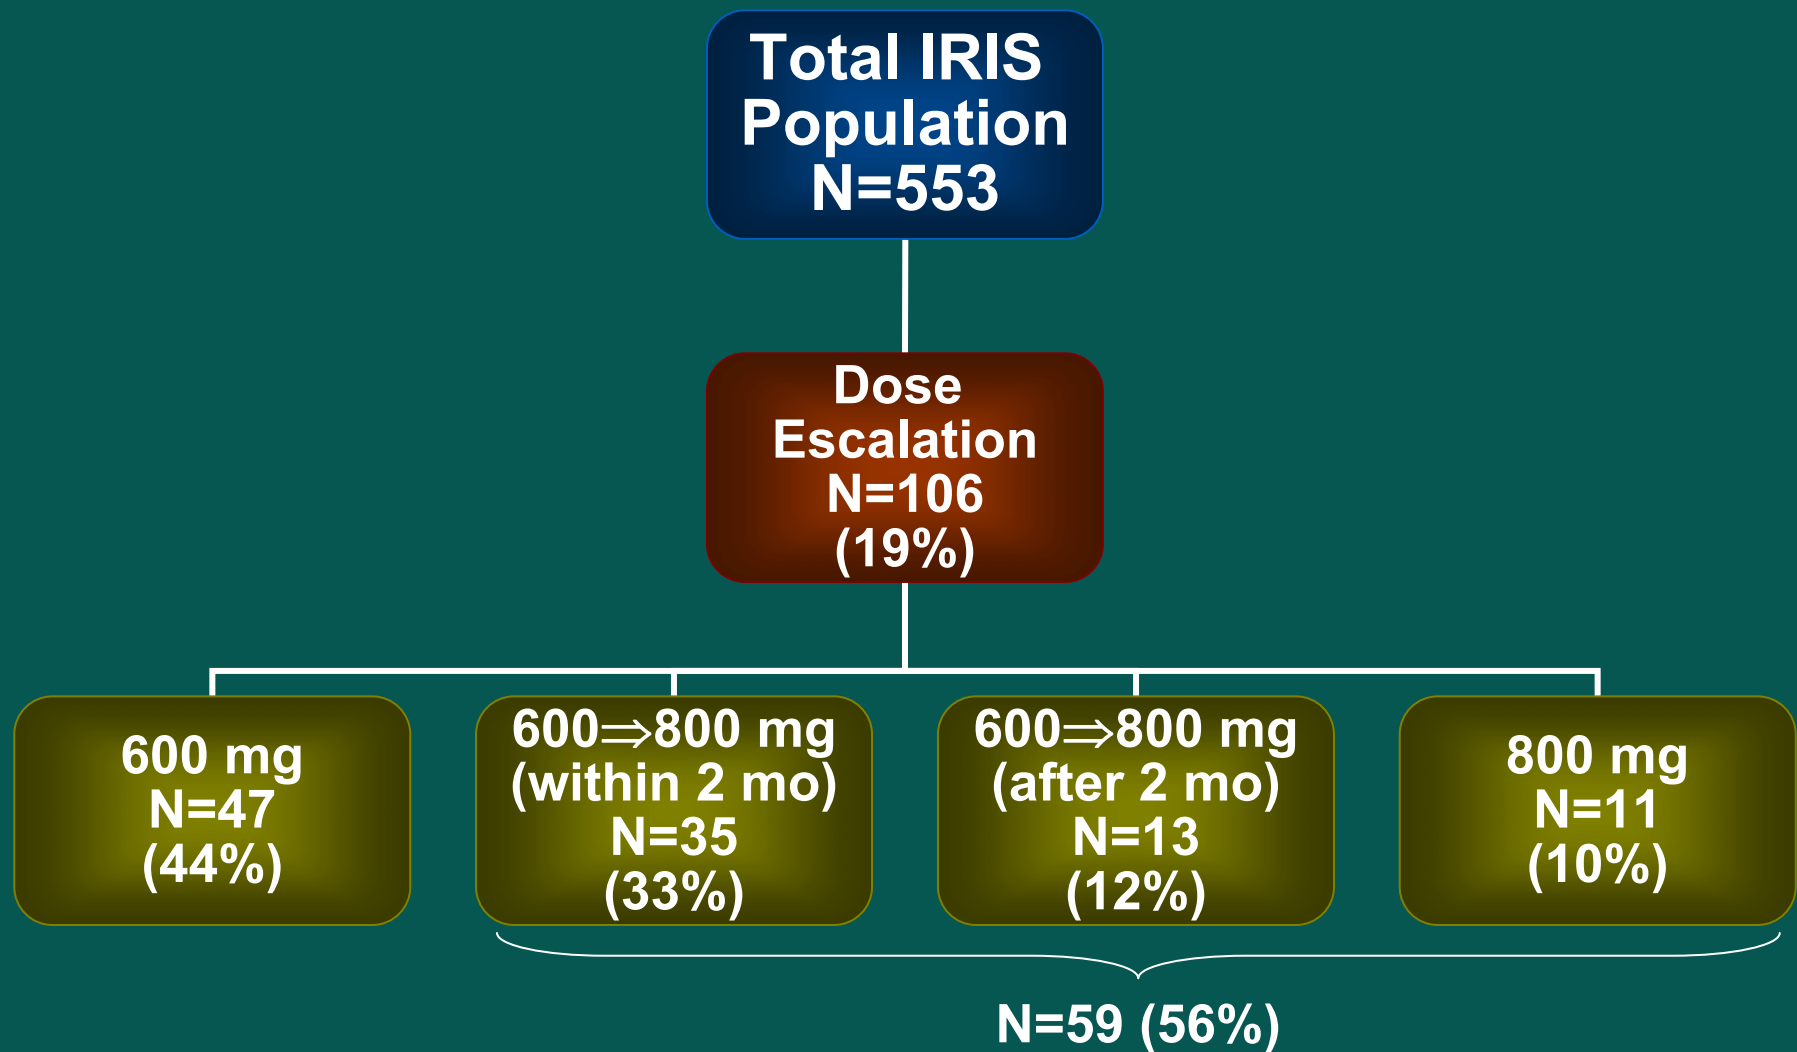 Total IRIS
Population
N=553
Dose
Escalation
N=106
(19%)
600 mg
N=47
(44%)
600⇒800 mg
(within 2 mo)
N=35
(33%)
600⇒800 mg
(after 2 mo)
N=13
(12%)
800 mg
N=11
(10%)
N=59 (56%)